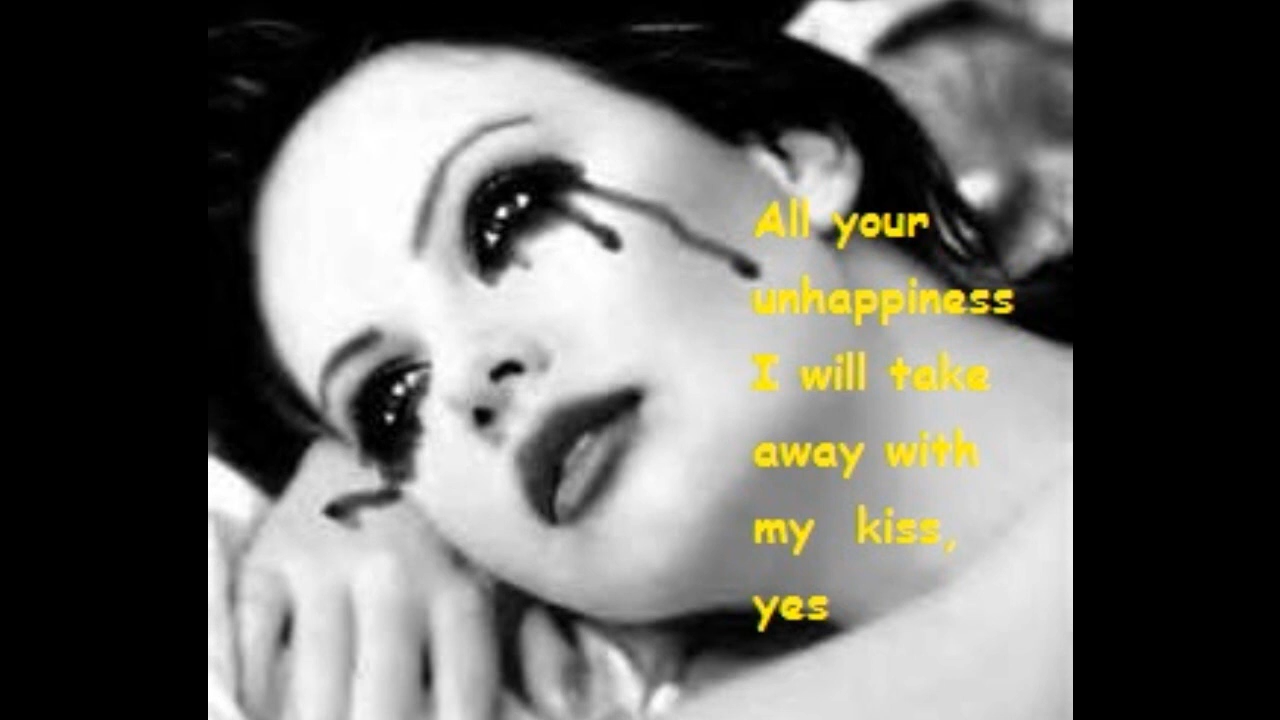 All your
unhappiness
I will take
away with
my kiss,
yes